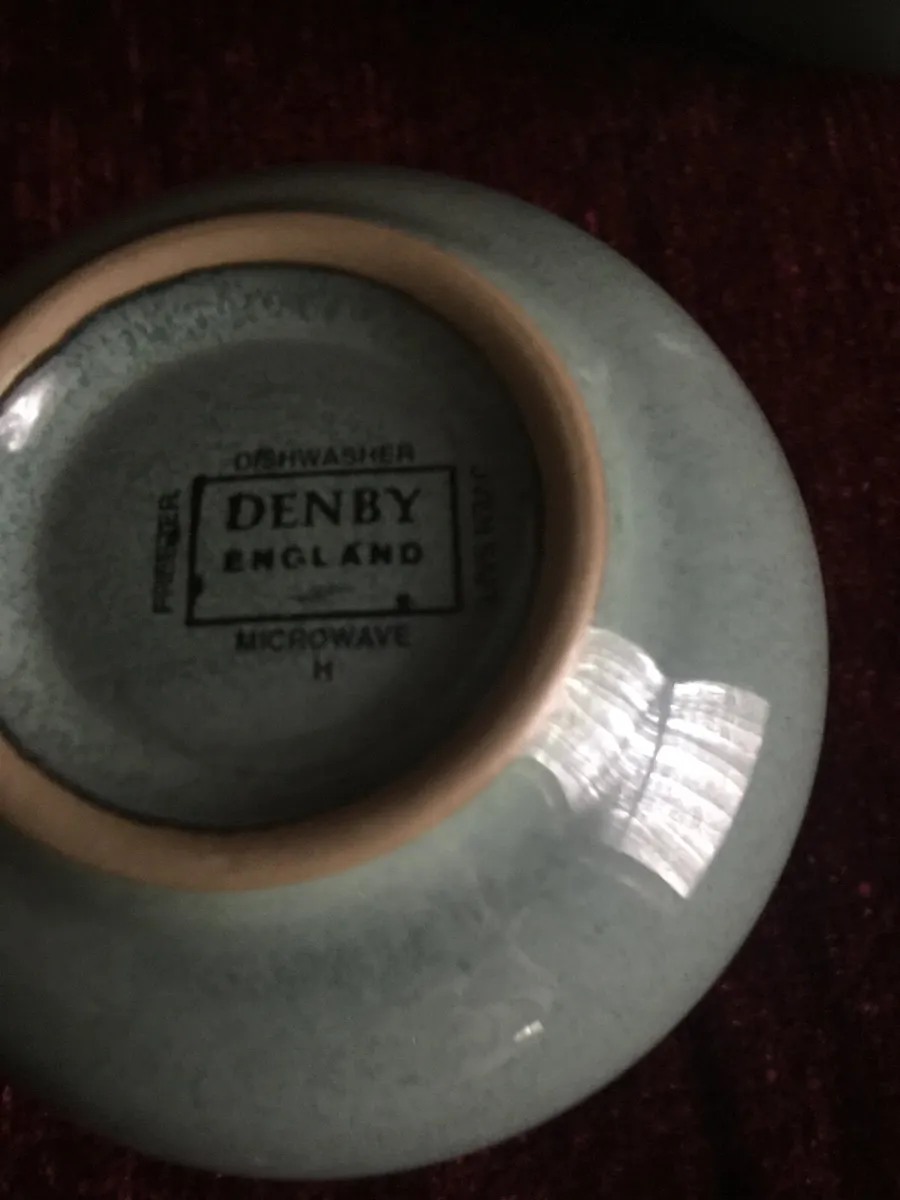 DISHWASHER
FREEZER
DENBY
ENGLAND
MICROWAVE
H